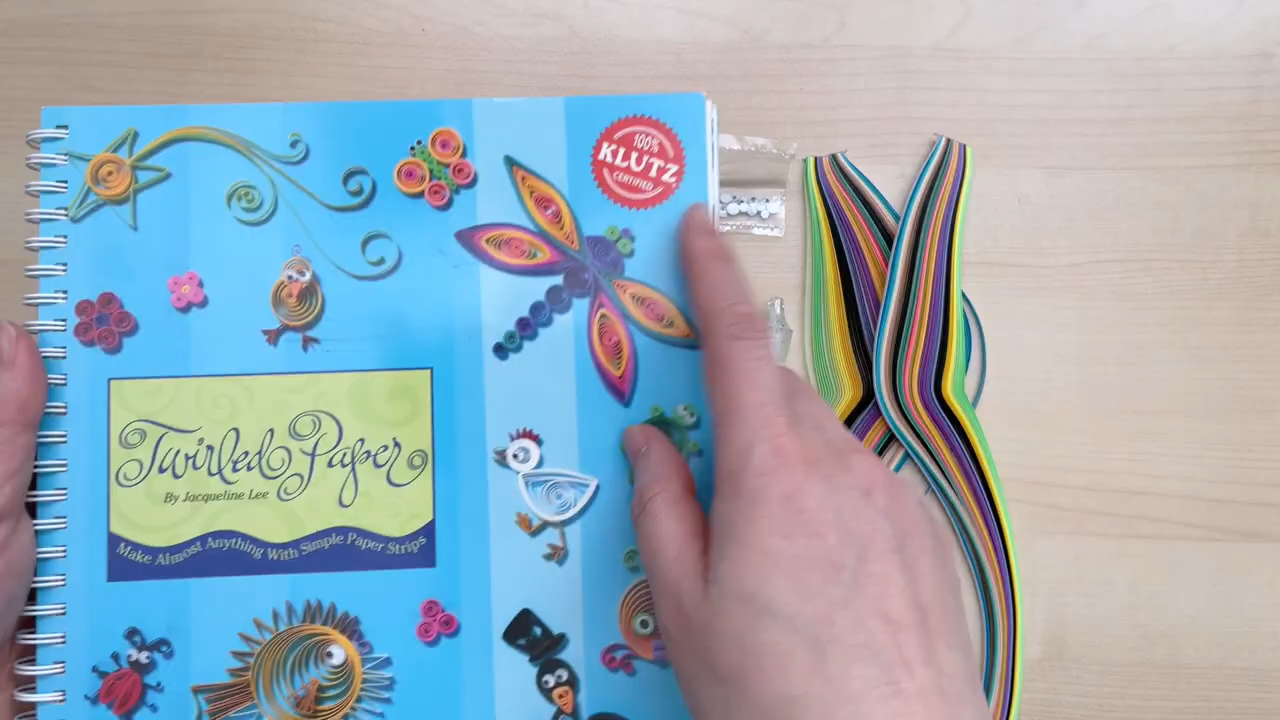 100%
KLUTZ
CERTIFIED
Twirled Paper
By Jacqueline Lee
Make Almost Anything With Simple Paper Strips